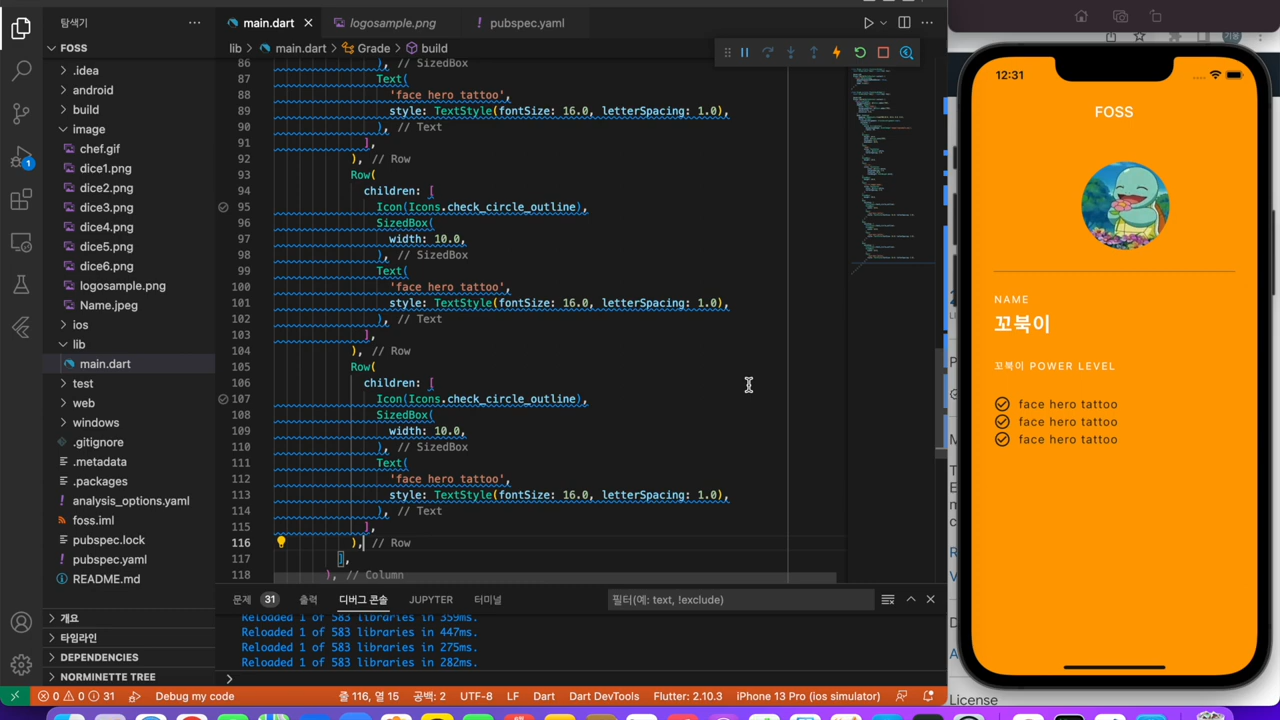 탐색기
FOSS
.idea
android
build
image
chef.gif
dice1.png
dice2.png
dice3.png
dice4.png
dice5.png
dice6.png
logosample.png
Name.jpeg
ios
lib
main.dart
test
web
windows
.gitignore
.metadata
.packages
analysis_options.yaml
foss.iml
pubspec.lock
pubspec.yaml
README.md
개요
타임라인
DEPENDENCIES
NORMINETTE TREE
1
main.dart
logosample.png
pubspec.yaml
lib > main.dart > Grade > build
86 ), // SizedBox
87 Text(
88 'face hero tattoo',
89 style: TextStyle(fontSize: 16.0, letterSpacing: 1.0),
90 ), // Text
91 ],
92 ), // Row
93 Row(
94 children: [
95 Icon(Icons.check_circle_outline),
96 SizedBox(
97 width: 10.0,
98 ), // SizedBox
99 Text(
100 'face hero tattoo',
101 style: TextStyle(fontSize: 16.0, letterSpacing: 1.0),
102 ), // Text
103 ],
104 ), // Row
105 Row(
106 children: [
107 Icon(Icons.check_circle_outline),
108 SizedBox(
109 width: 10.0,
110 ), // SizedBox
111 Text(
112 'face hero tattoo',
113 style: TextStyle(fontSize: 16.0, letterSpacing: 1.0),
114 ), // Text
115 ],
116 ), // Row
117 ],
118 ), // Column
문제 31 출력 디버그 콘솔 JUPYTER 터미널 필터(예: text, !exclude)
Reloaded 1 of 583 libraries in 359ms.
Reloaded 1 of 583 libraries in 447ms.
Reloaded 1 of 583 libraries in 275ms.
Reloaded 1 of 583 libraries in 282ms.
0 0 31 Debug my code 줄 116, 열 15 공백: 2 UTF-8 LF Dart Dart DevTools Flutter: 2.10.3 iPhone 13 Pro (ios simulator)
12:31
FOSS
NAME
꼬북이
꼬북이 POWER LEVEL
face hero tattoo
face hero tattoo
face hero tattoo
License